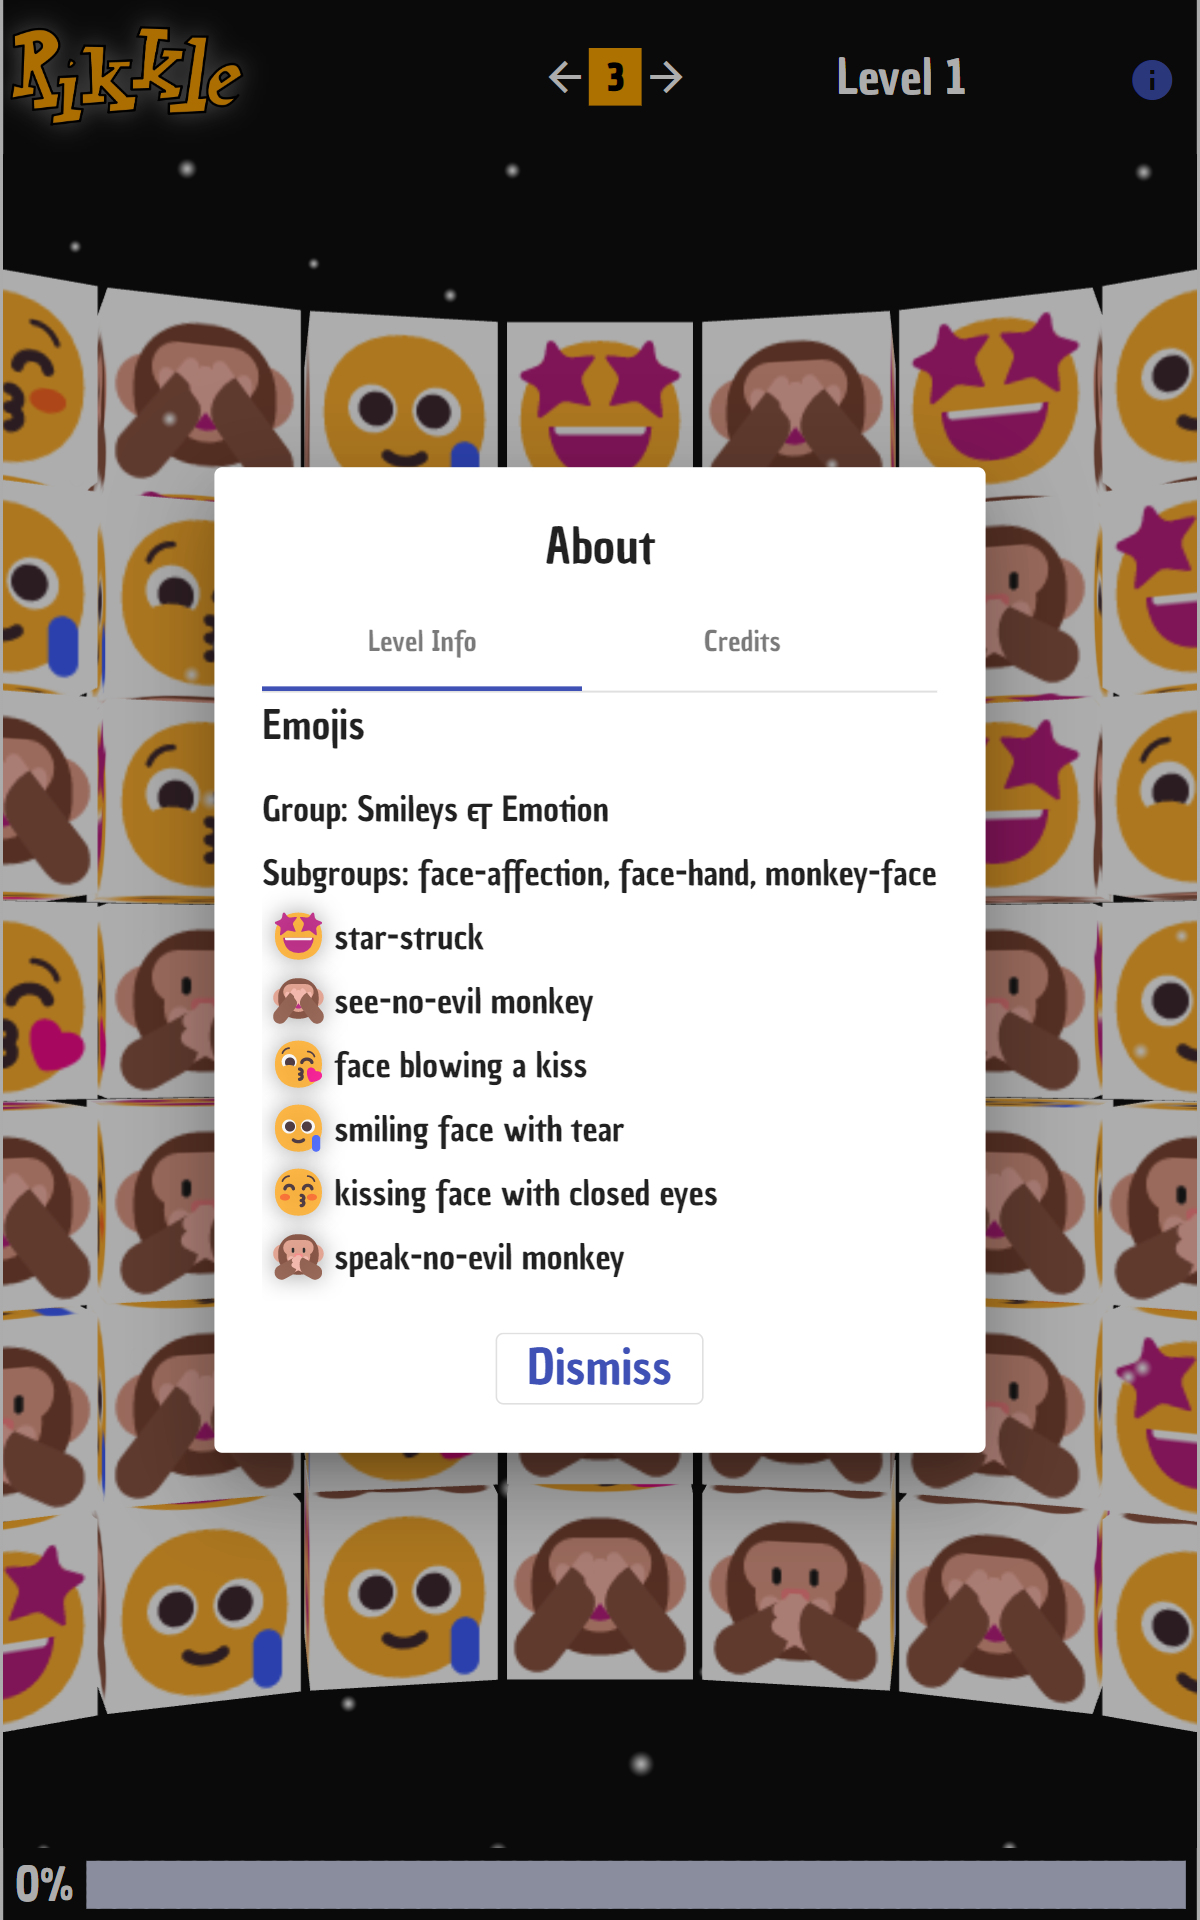 Rikkle
← 3 →
Level 1
i
About
Level Info
Credits
Emojis
Group: Smileys & Emotion
Subgroups: face-affection, face-hand, monkey-face
star-struck
see-no-evil monkey
face blowing a kiss
smiling face with tear
kissing face with closed eyes
speak-no-evil monkey
Dismiss
0%